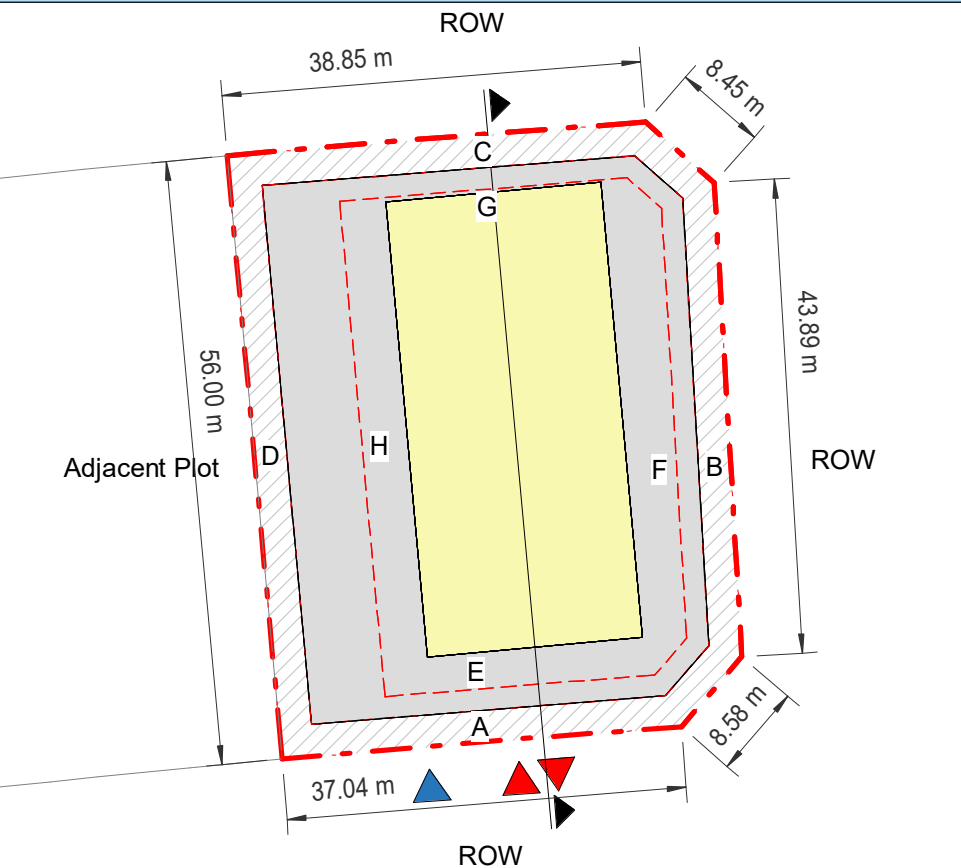 ROW
38.85 m
8.45 m
C
G
43.89 m
56.00 m
H
D
F
B
Adjacent Plot
ROW
E
A
8.58 m
37.04 m
ROW